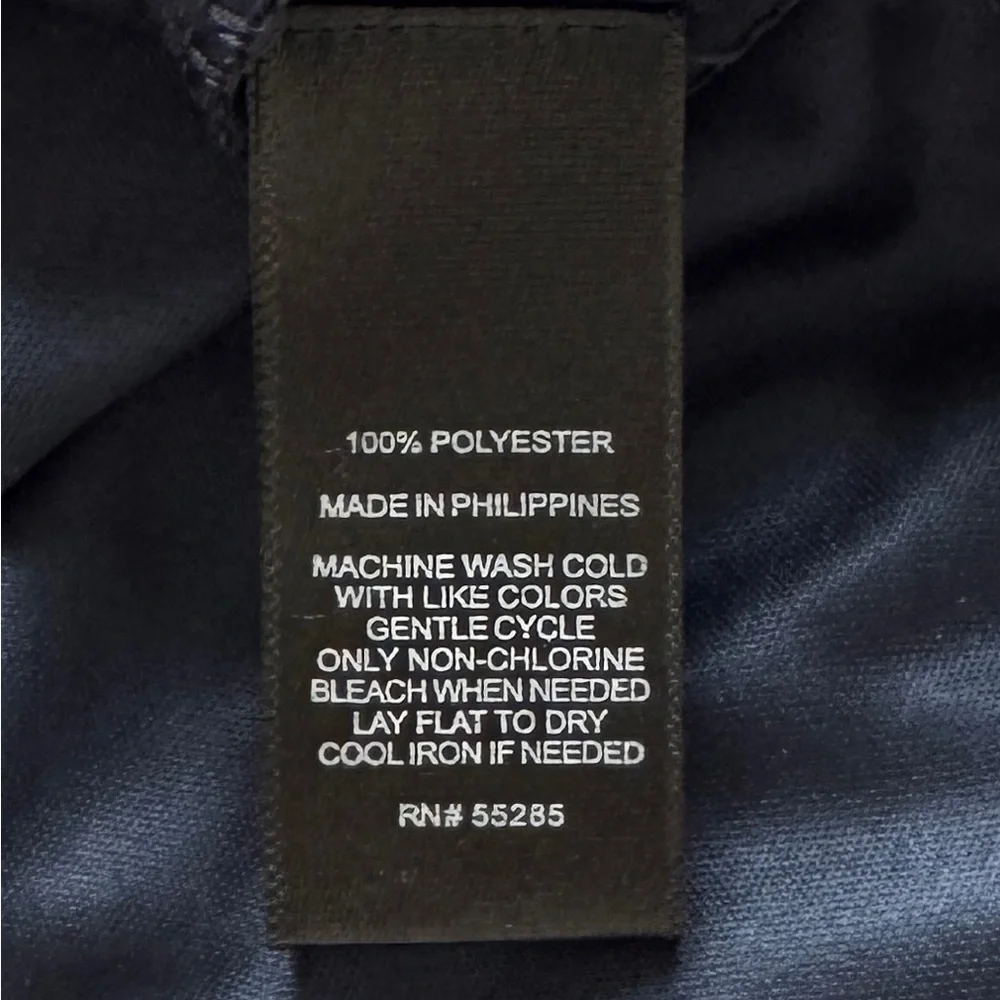 100% POLYESTER
MADE IN PHILIPPINES
MACHINE WASH COLD
WITH LIKE COLORS
GENTLE CYCLE
ONLY NON-CHLORINE
BLEACH WHEN NEEDED
LAY FLAT TO DRY
COOL IRON IF NEEDED
RN# 55285